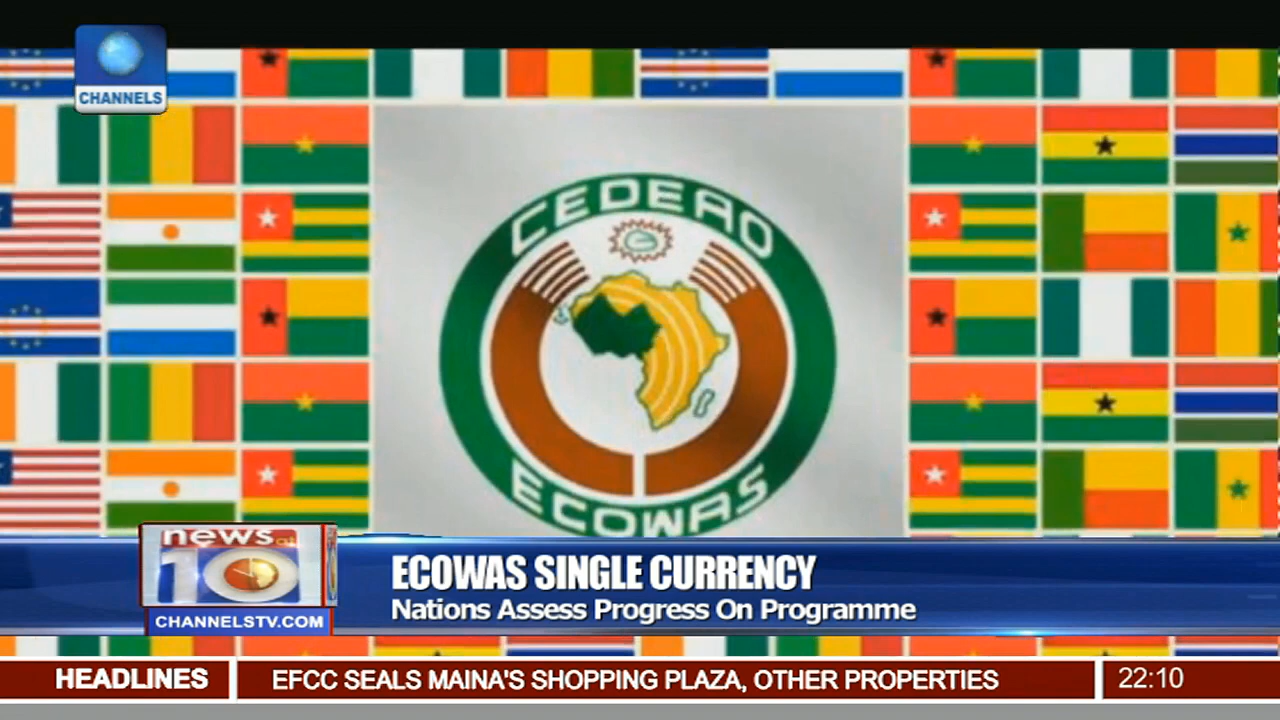 CHANNELS
CEDEAO
ECOWAS
news at
10
CHANNELSTV.COM
ECOWAS SINGLE CURRENCY
Nations Assess Progress On Programme
HEADLINES
EFCC SEALS MAINA'S SHOPPING PLAZA, OTHER PROPERTIES
22:10